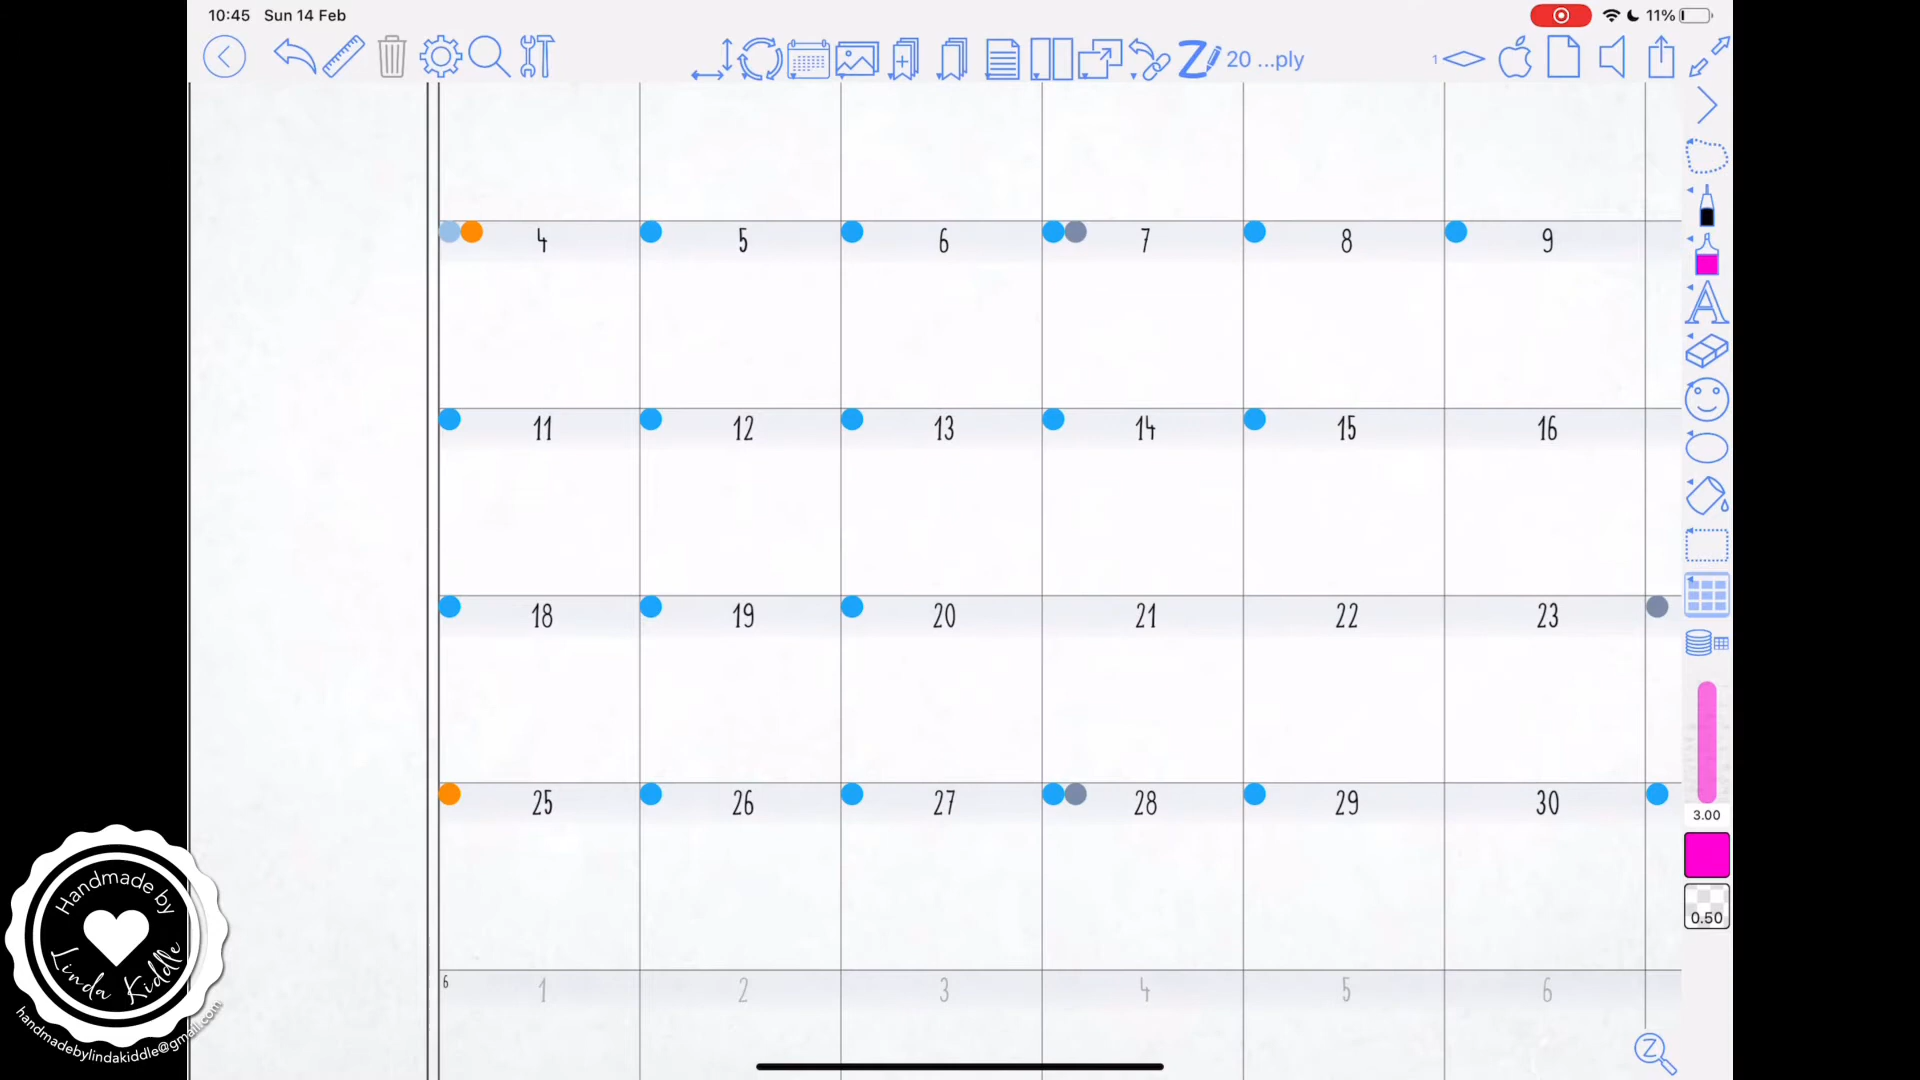 10:45 Sun 14 Feb
11%
20 ...ply
1
4 5 6 7 8 9
11 12 13 14 15 16
18 19 20 21 22 23
25 26 27 28 29 30
6 1 2 3 4 5 6
3.00
0.50
Handmade by
Linda Kiddle
handmadebylindakiddle@gmail.com